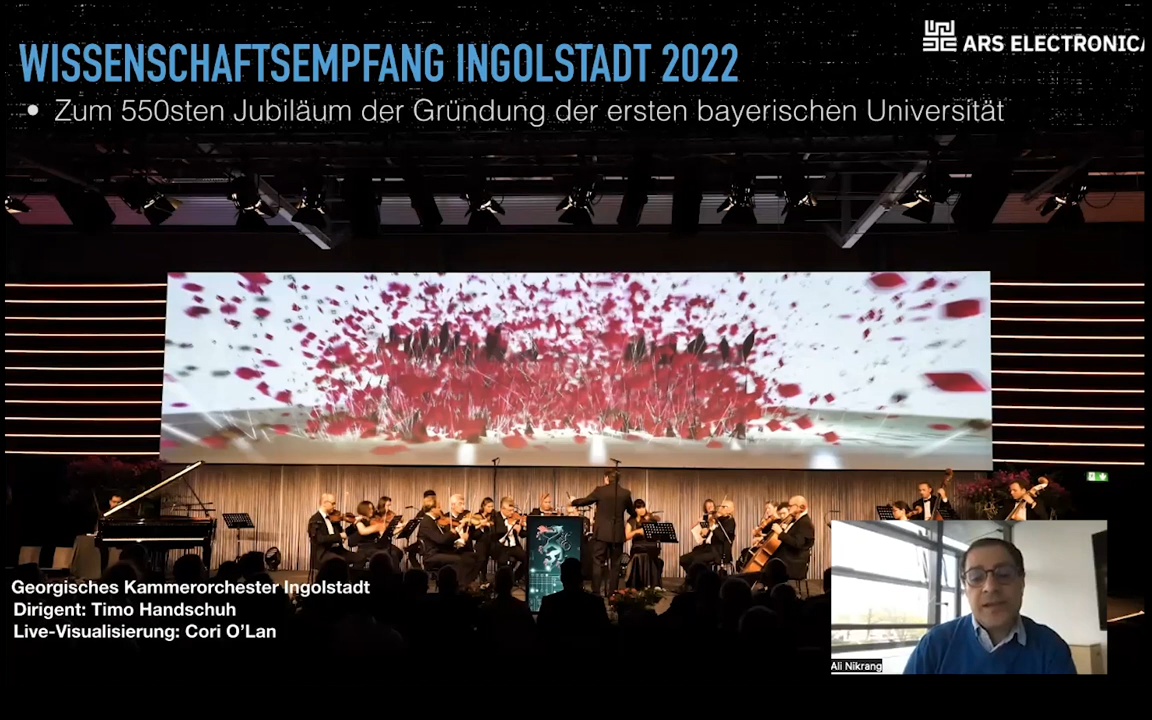 WISSENSCHAFTSEMPFANG INGOLSTADT 2022
ARS ELECTRONICA
• Zum 550sten Jubiläum der Gründung der ersten bayerischen Universität
Georgisches Kammerorchester Ingolstadt
Dirigent: Timo Handschuh
Live-Visualisierung: Cori O'Lan
Ali Nikrang